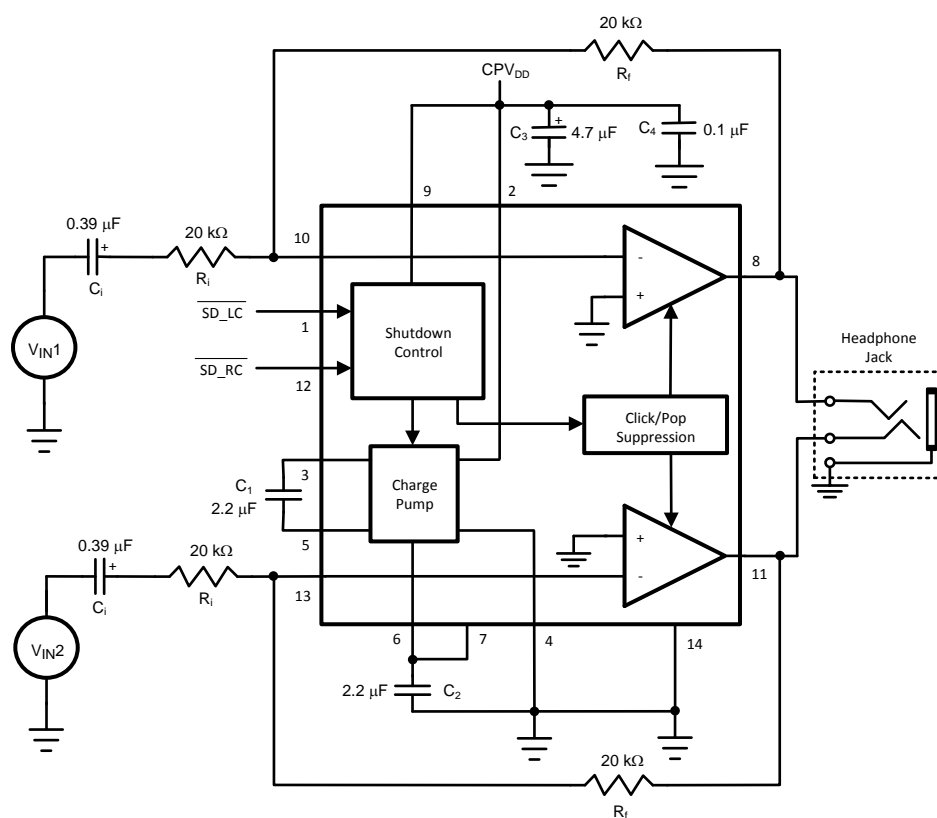 20 kΩ
Rf
CPVDD
C3
+
4.7 µF
C4
0.1 µF
9
2
0.39 µF
+
Ci
20 kΩ
Ri
10
-
+
8
VIN1
SD_LC
1
SD_RC
12
Shutdown
Control
Click/Pop
Suppression
Headphone
Jack
C1
2.2 µF
3
5
Charge
Pump
0.39 µF
+
Ci
20 kΩ
Ri
13
+
-
11
VIN2
6
7
4
14
2.2 µF
C2
20 kΩ
Rf